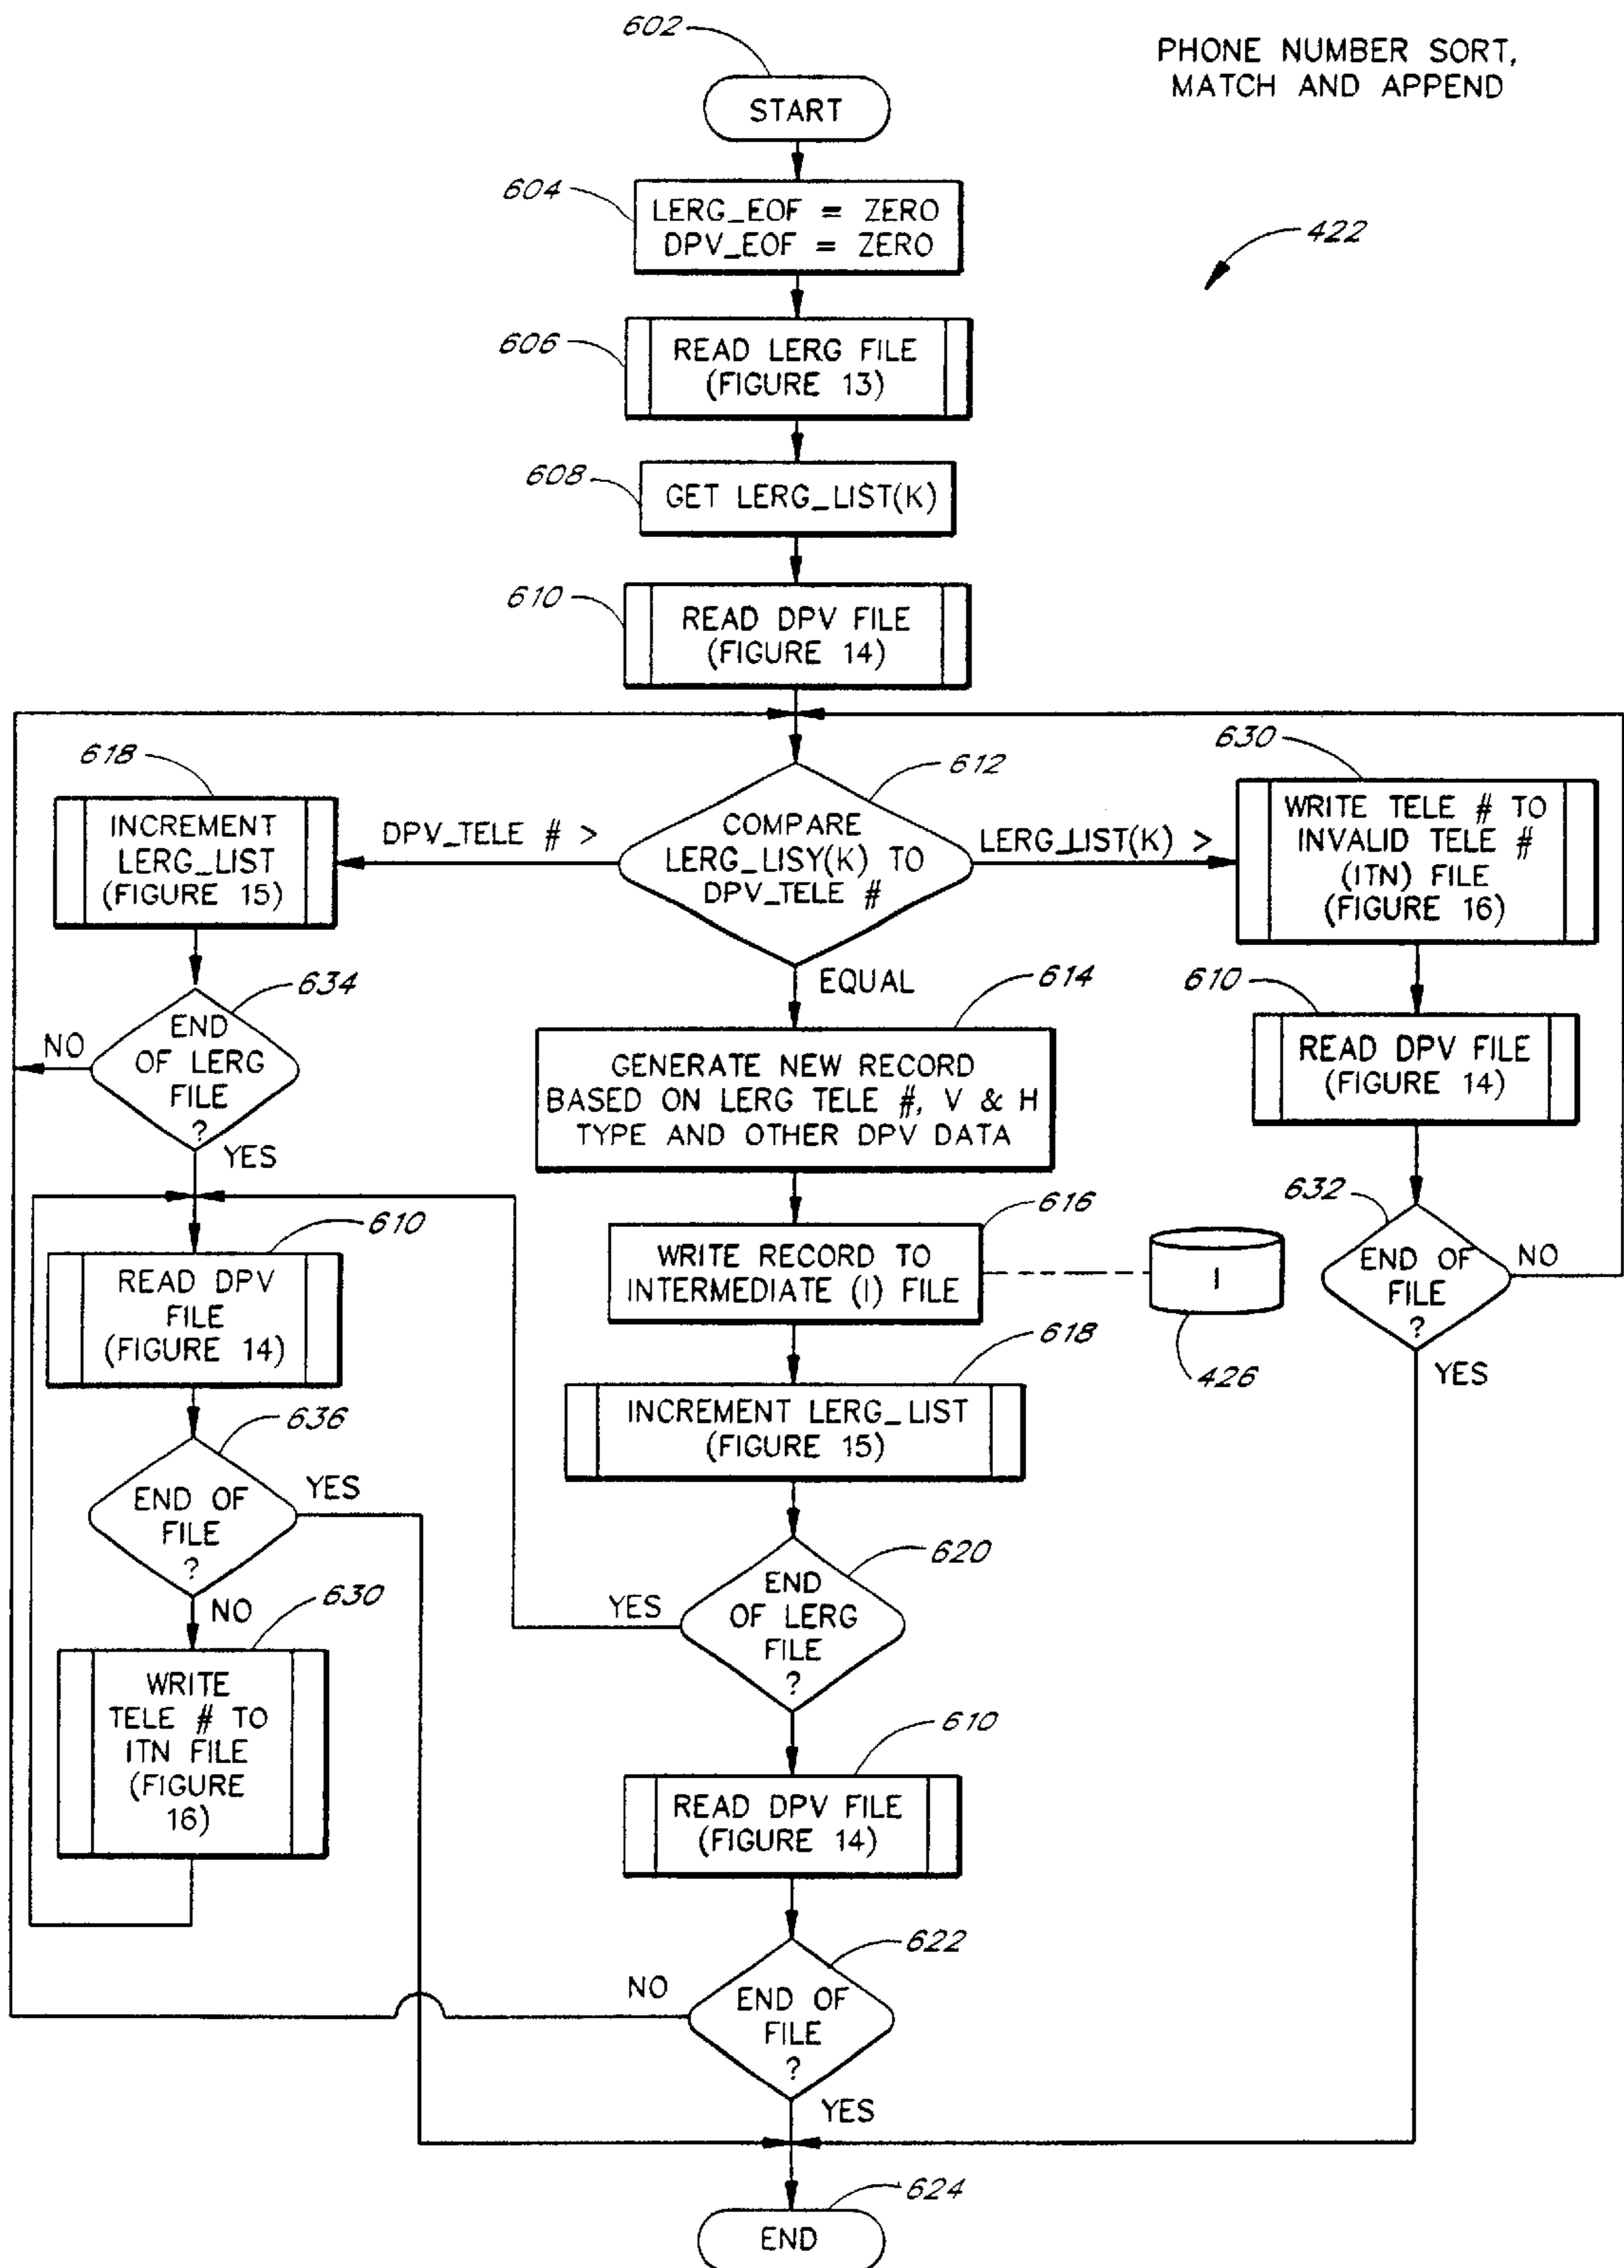 602
PHONE NUMBER SORT,
MATCH AND APPEND
START
604
LERG_EOF = ZERO
DPV_EOF = ZERO
422
606
READ LERG FILE
(FIGURE 13)
608
GET LERG_LIST(K)
610
READ DPV FILE
(FIGURE 14)
618
INCREMENT
LERG_LIST
(FIGURE 15)
DPV_TELE # >
612
COMPARE
LERG_LISY(K) TO
DPV_TELE #
LERG_LIST(K) >
630
WRITE TELE # TO
INVALID TELE #
(ITN) FILE
(FIGURE 16)
EQUAL
634
END
OF LERG
FILE
?
NO
YES
614
GENERATE NEW RECORD
BASED ON LERG TELE #, V & H
TYPE AND OTHER DPV DATA
610
READ DPV FILE
(FIGURE 14)
610
READ DPV
FILE
(FIGURE 14)
616
WRITE RECORD TO
INTERMEDIATE (I) FILE
I
426
632
END OF
FILE
?
NO
YES
618
INCREMENT LERG_LIST
(FIGURE 15)
636
END OF
FILE
?
YES
NO
620
END
OF LERG
FILE
?
YES
630
WRITE
TELE # TO
ITN FILE
(FIGURE
16)
610
READ DPV FILE
(FIGURE 14)
622
END OF
FILE
?
NO
YES
624
END